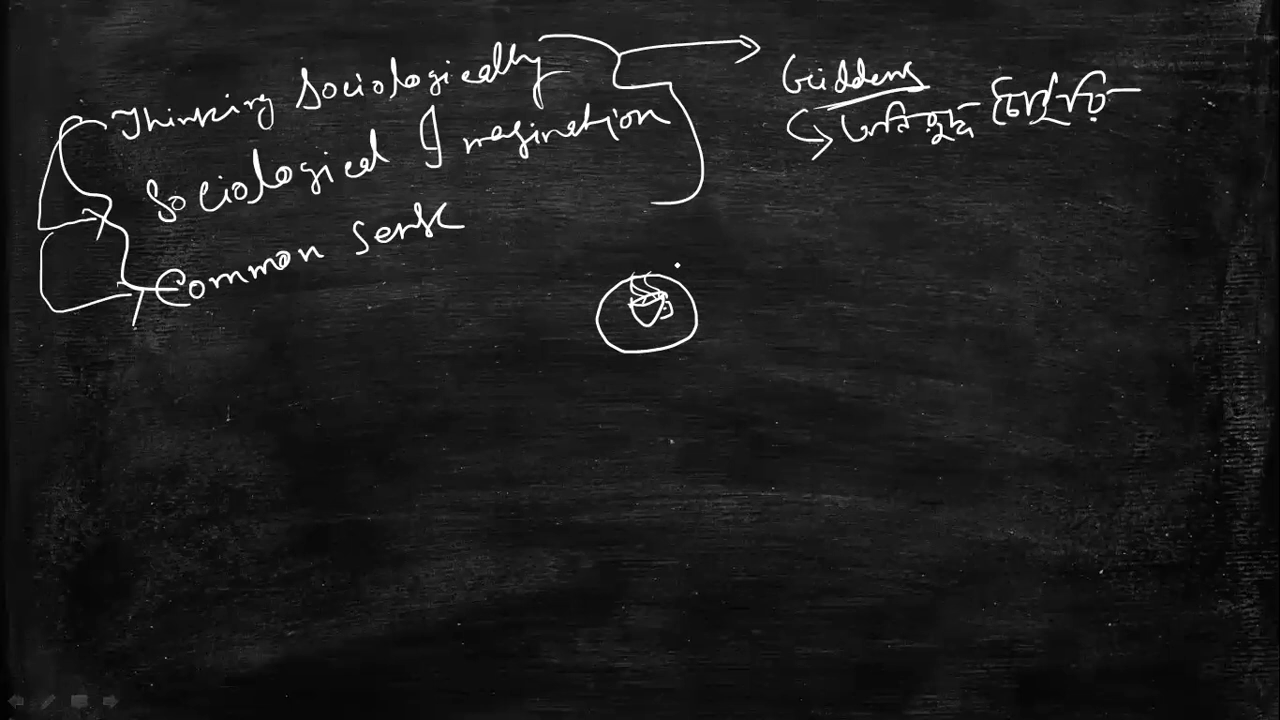 Thinking Sociologically
Sociological Imagination
Common Sense
Giddens